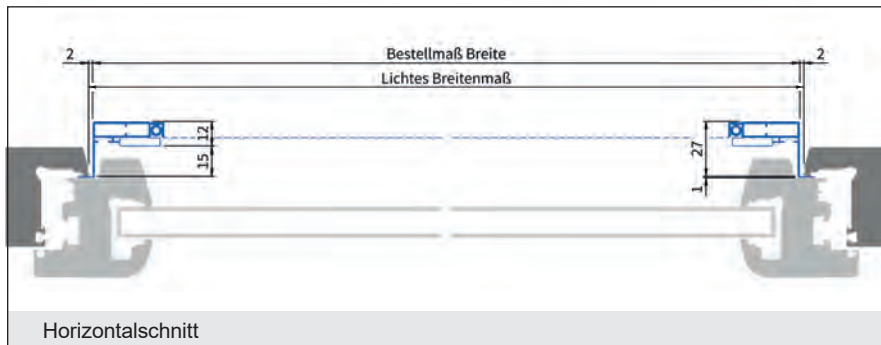 2 Bestellmaß Breite 2
Lichtes Breitenmaß
12
15
27
1
Horizontalschnitt